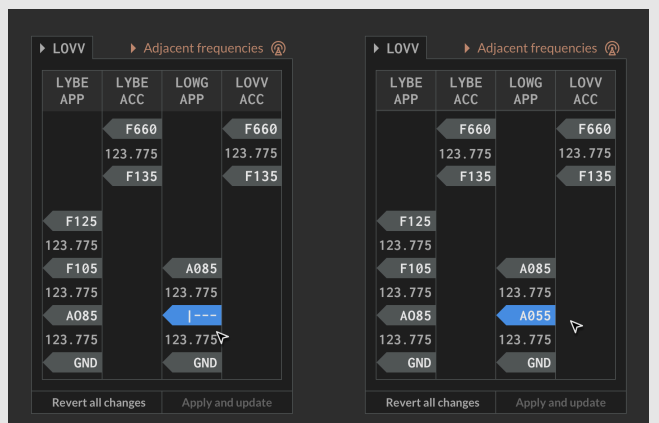 LOVV
Adjacent frequencies
LYBE APP
LYBE ACC
LOWG APP
LOVV ACC
F660
F660
123.775
123.775
F135
F135
F125
123.775
F105
A085
123.775
123.775
AO85
|---
123.775
123.775
GND
GND
Revert all changes
Apply and update
LOVV
Adjacent frequencies
LYBE APP
LYBE ACC
LOWG APP
LOVV ACC
F660
F660
123.775
123.775
F135
F135
F125
123.775
F105
A085
123.775
123.775
AO85
A055
123.775
123.775
GND
GND
Revert all changes
Apply and update